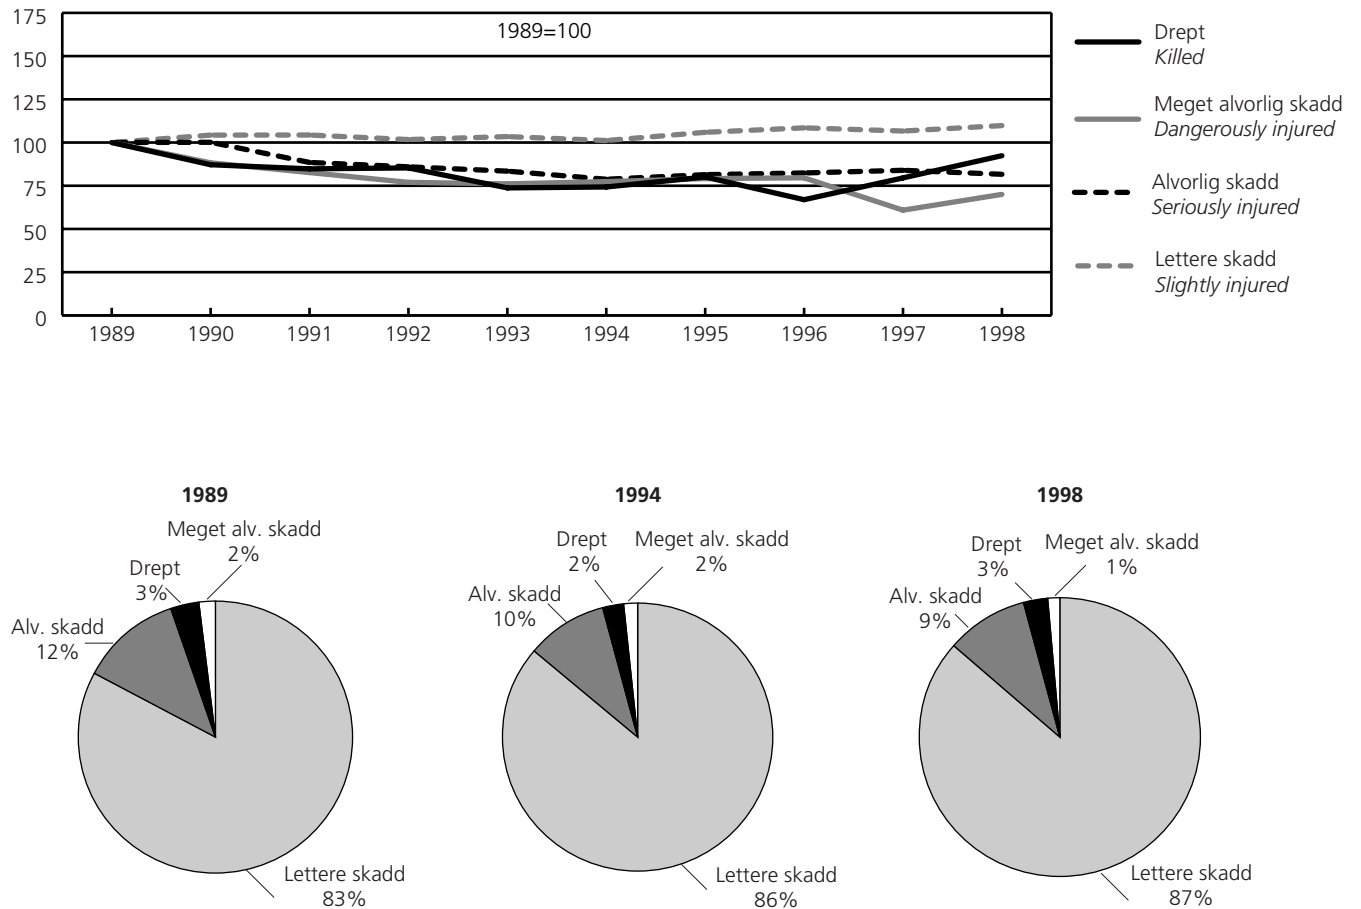 175
150
125
100
75
50
25
0
1989=100
1989 1990 1991 1992 1993 1994 1995 1996 1997 1998
Drept
Killed
Meget alvorlig skadd
Dangerously injured
Alvorlig skadd
Seriously injured
Lettere skadd
Slightly injured
1989
Meget alv. skadd
2%
Drept
3%
Alv. skadd
12%
Lettere skadd
83%
1994
Drept
2%
Meget alv. skadd
2%
Alv. skadd
10%
Lettere skadd
86%
1998
Drept
3%
Meget alv. skadd
1%
Alv. skadd
9%
Lettere skadd
87%